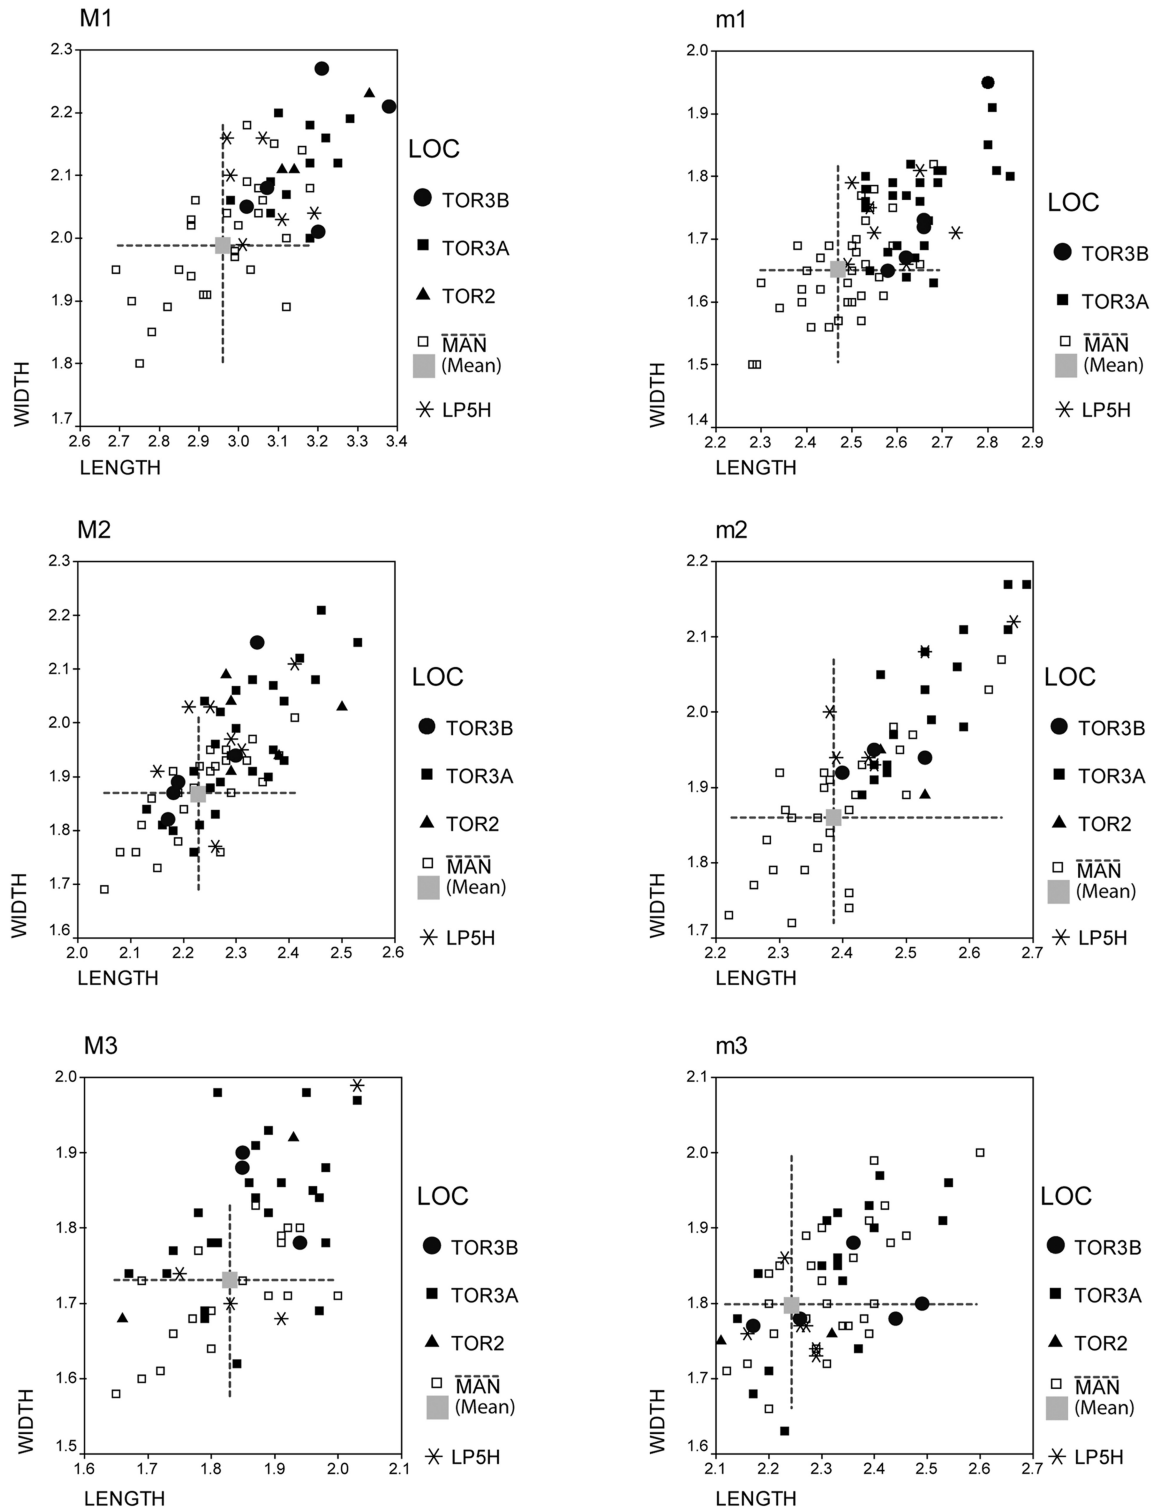 M1
2.3
2.2
2.1
2.0
1.9
1.8
1.7
WIDTH
2.6 2.7 2.8 2.9 3.0 3.1 3.2 3.3 3.4
LENGTH
LOC
TOR3B
TOR3A
TOR2
MAN
(Mean)
LP5H
m1
2.0
1.9
1.8
1.7
1.6
1.5
1.4
WIDTH
2.2 2.3 2.4 2.5 2.6 2.7 2.8 2.9
LENGTH
LOC
TOR3B
TOR3A
MAN
(Mean)
LP5H
M2
2.3
2.2
2.1
2.0
1.9
1.8
1.7
1.6
WIDTH
2.0 2.1 2.2 2.3 2.4 2.5 2.6
LENGTH
LOC
TOR3B
TOR3A
TOR2
MAN
(Mean)
LP5H
m2
2.2
2.1
2.0
1.9
1.8
1.7
WIDTH
2.2 2.3 2.4 2.5 2.6 2.7
LENGTH
LOC
TOR3B
TOR3A
TOR2
MAN
(Mean)
LP5H
M3
2.0
1.9
1.8
1.7
1.6
1.5
WIDTH
1.6 1.7 1.8 1.9 2.0 2.1
LENGTH
LOC
TOR3B
TOR3A
TOR2
MAN
(Mean)
LP5H
m3
2.1
2.0
1.9
1.8
1.7
1.6
WIDTH
2.1 2.2 2.3 2.4 2.5 2.6 2.7
LENGTH
LOC
TOR3B
TOR3A
TOR2
MAN
(Mean)
LP5H